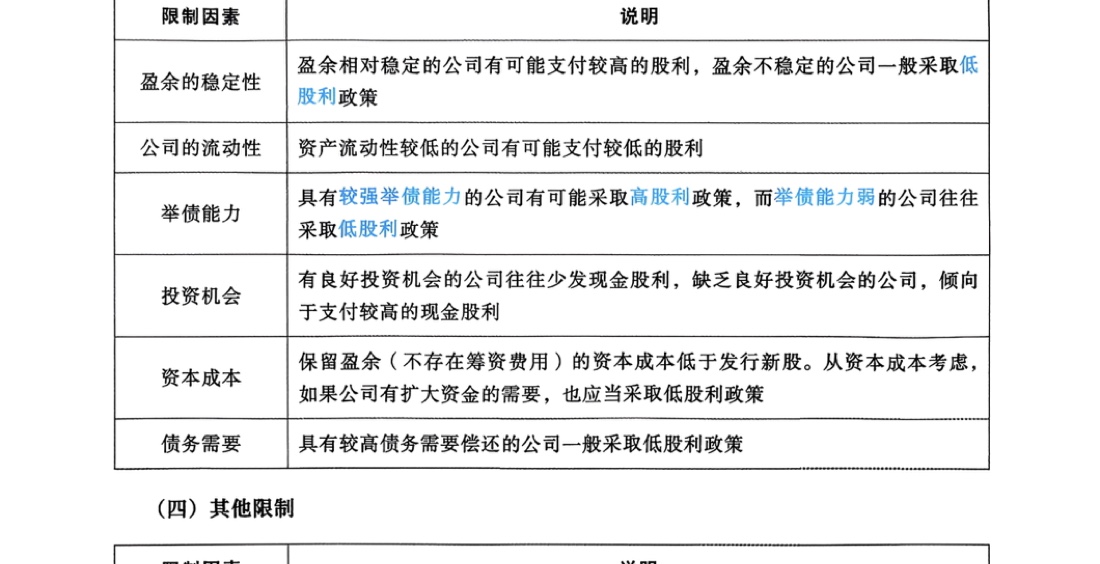 限制因素
说明
盈余的稳定性
盈余相对稳定的公司有可能支付较高的股利，盈余不稳定的公司一般采取低
股利政策
公司的流动性
资产流动性较低的公司有可能支付较低的股利
举债能力
具有较强举债能力的公司有可能采取高股利政策，而举债能力弱的公司往往
采取低股利政策
投资机会
有良好投资机会的公司往往少发现金股利，缺乏良好投资机会的公司，倾向
于支付较高的现金股利
资本成本
保留盈余（不存在筹资费用）的资本成本低于发行新股。从资本成本考虑，
如果公司有扩大资金的需要，也应当采取低股利政策
债务需要
具有较高债务需要偿还的公司一般采取低股利政策
（四）其他限制